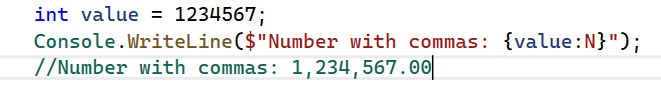 int value = 1234567;
Console.WriteLine($"Number with commas: {value:N}");
//Number with commas: 1,234,567.00